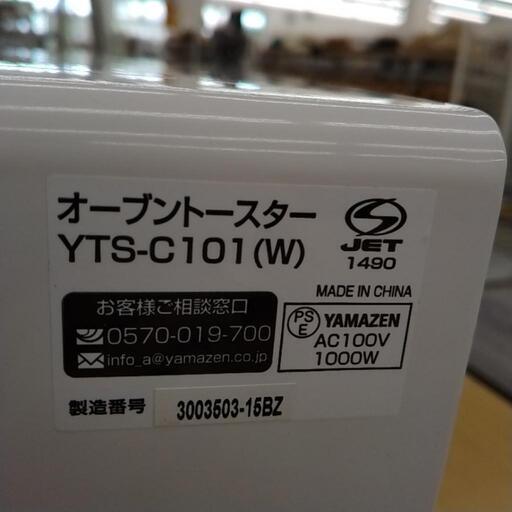 オーブントースター
YTS-C101(W)
JET
1490
MADE IN CHINA
お客様ご相談窓口
0570-019-700
info_a@yamazen.co.jp
PS
E
YAMAZEN
AC100V
1000W
製造番号
3003503-15BZ